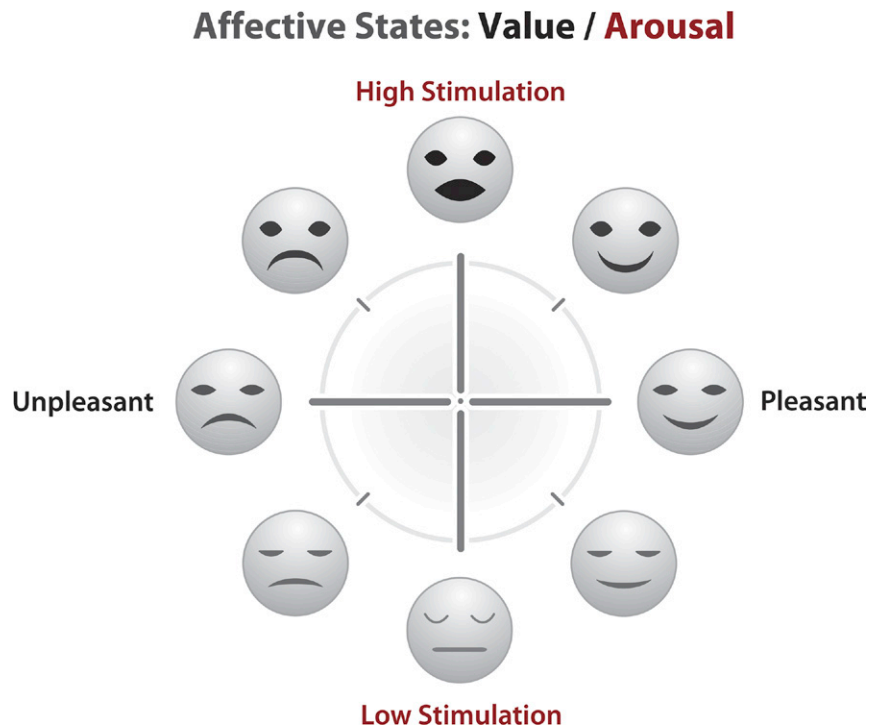 Affective States: Value / Arousal
High Stimulation
Unpleasant
Pleasant
Low Stimulation